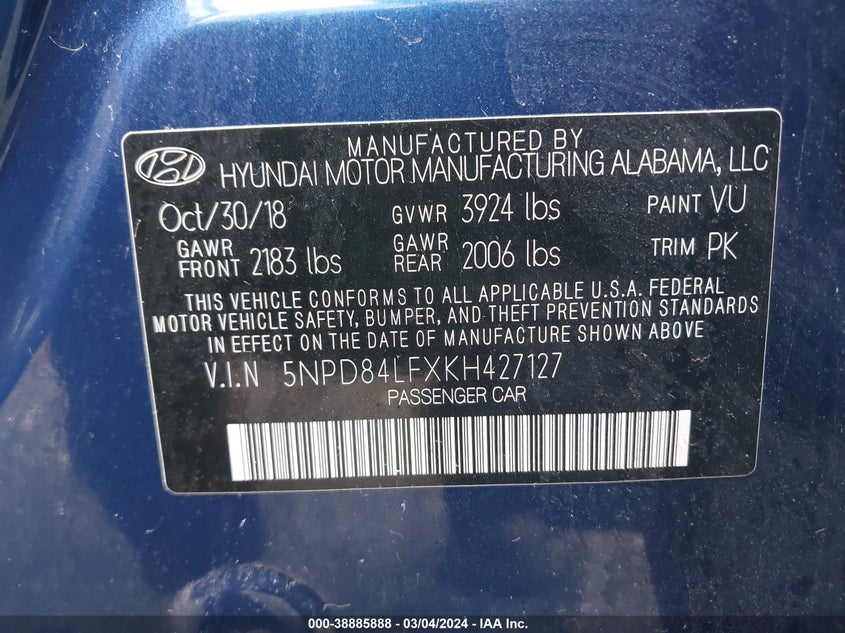 MANUFACTURED BY
HYUNDAI MOTOR MANUFACTURING ALABAMA, LLC
Oct/30/18 GVWR 3924 lbs PAINT VU
GAWR FRONT 2183 lbs GAWR REAR 2006 lbs TRIM PK
THIS VEHICLE CONFORMS TO ALL APPLICABLE U.S.A. FEDERAL
MOTOR VEHICLE SAFETY, BUMPER, AND THEFT PREVENTION STANDARDS
IN EFFECT ON THE DATE OF MANUFACTURE SHOWN ABOVE
V.I.N 5NPD84LFXKH427127
PASSENGER CAR
000-38885888 - 03/04/2024 - IAA Inc.